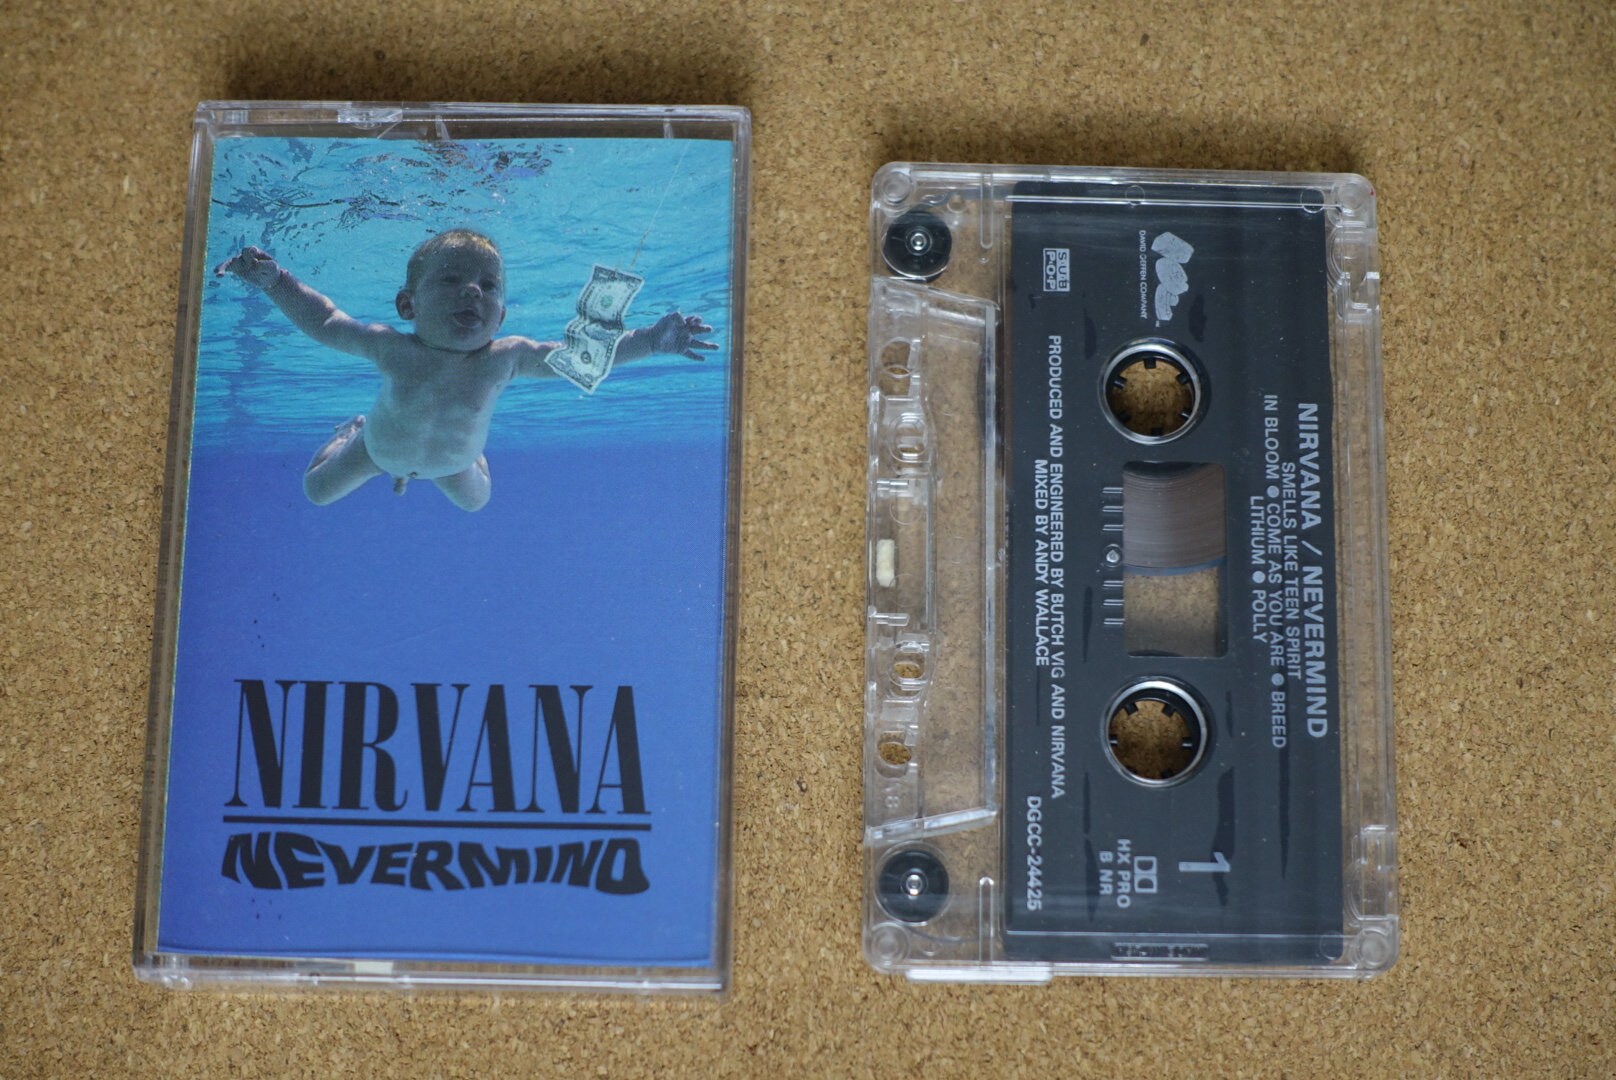 NIRVANA
NEVERMIND
NIRVANA / NEVERMIND
SMELLS LIKE TEEN SPIRIT
IN BLOOM ● COME AS YOU ARE ● BREED
LITHIUM ● POLLY
DAVID GEFFEN COMPANY
SUB
POP
1
HX PRO
B NR
PRODUCED AND ENGINEERED BY BUTCH VIG AND NIRVANA
MIXED BY ANDY WALLACE
DGCC-24425